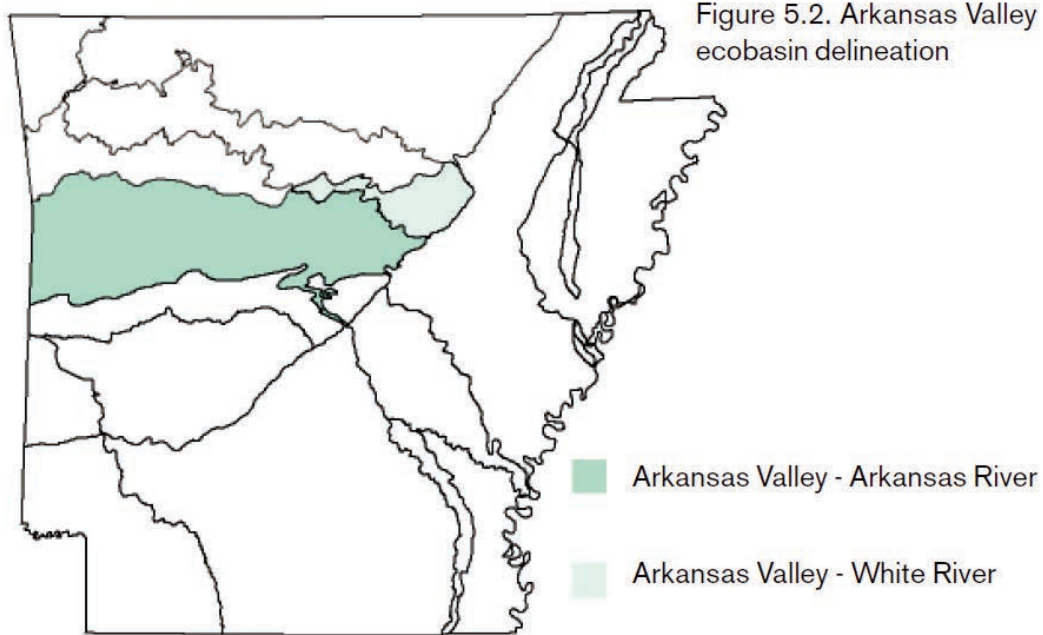 Figure 5.2. Arkansas Valley
ecobasin delineation
Arkansas Valley - Arkansas River
Arkansas Valley - White River